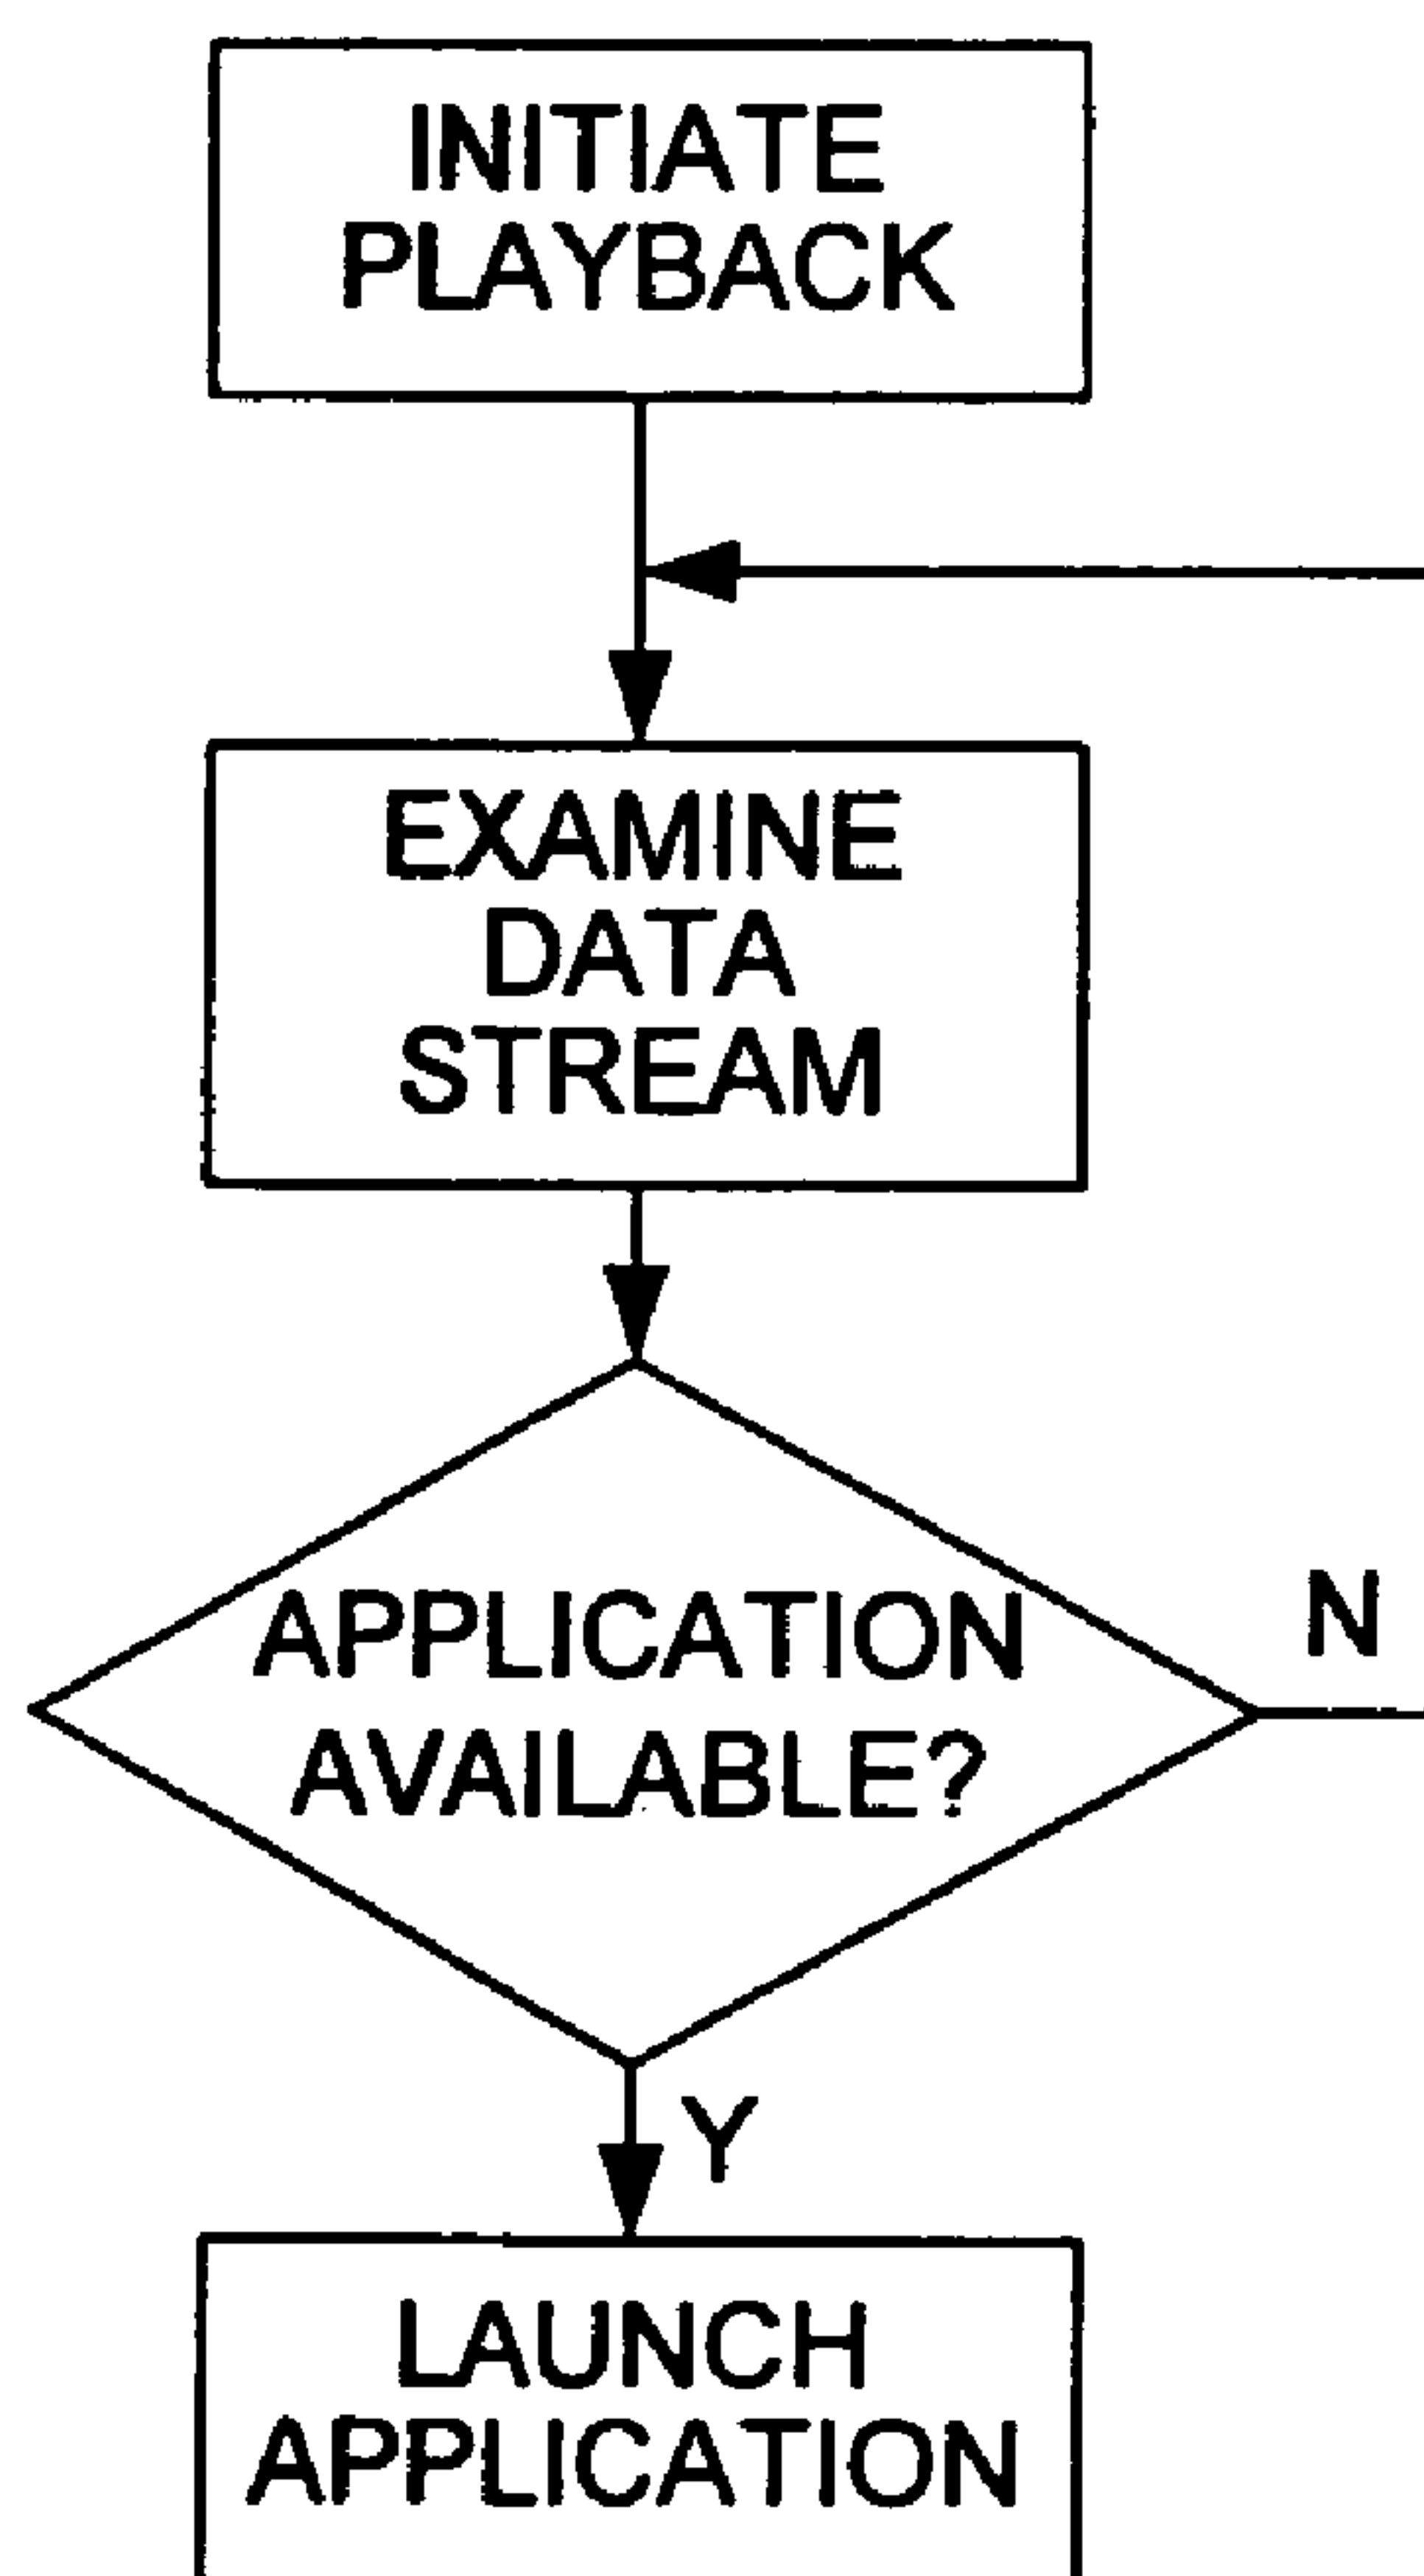 INITIATE
PLAYBACK
EXAMINE
DATA
STREAM
APPLICATION
AVAILABLE?
N
Y
LAUNCH
APPLICATION